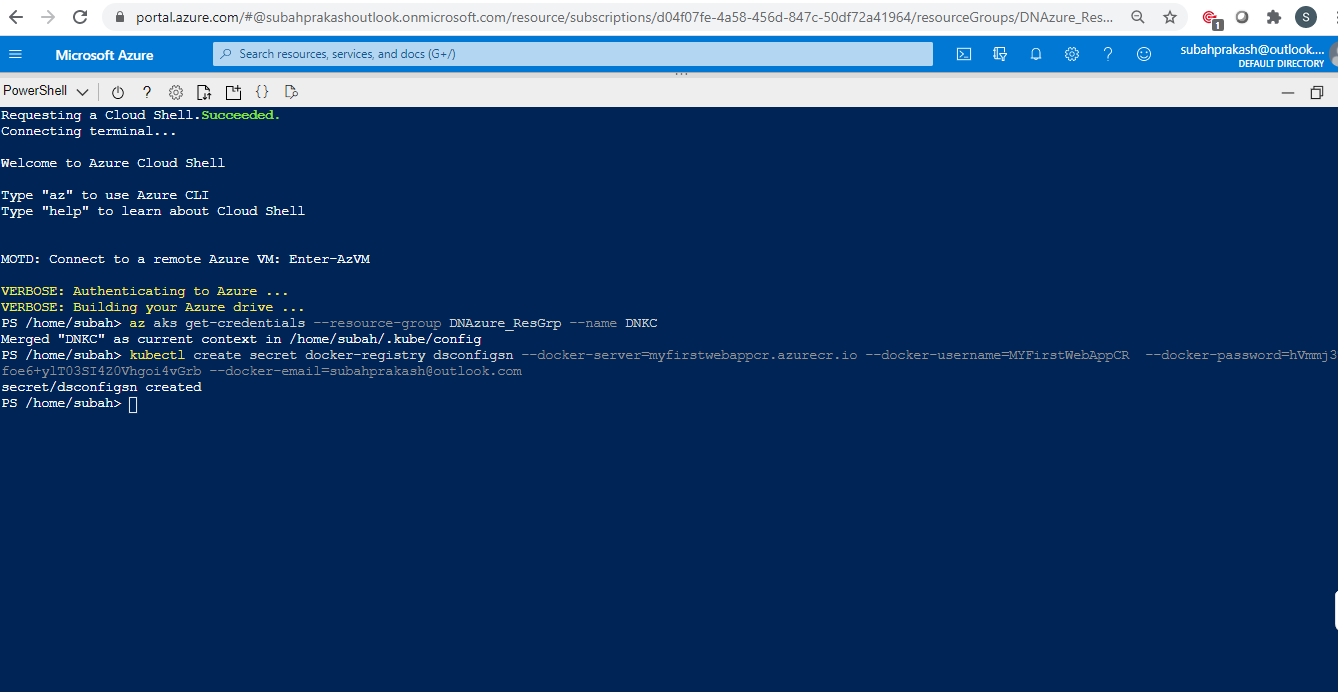 portal.azure.com/#@subahprakashoutlook.onmicrosoft.com/resource/subscriptions/d04f07fe-4a58-456d-847c-50df72a41964/resourceGroups/DNAzure_Res...
1
S
Microsoft Azure
Search resources, services, and docs (G+/)
subahprakash@outlook....
DEFAULT DIRECTORY
PowerShell
Requesting a Cloud Shell.Succeeded.
Connecting terminal...
Welcome to Azure Cloud Shell
Type "az" to use Azure CLI
Type "help" to learn about Cloud Shell
MOTD: Connect to a remote Azure VM: Enter-AzVM
VERBOSE: Authenticating to Azure ...
VERBOSE: Building your Azure drive ...
PS /home/subah> az aks get-credentials --resource-group DNAzure_ResGrp --name DNKC
Merged "DNKC" as current context in /home/subah/.kube/config
PS /home/subah> kubectl create secret docker-registry dsconfigsn --docker-server=myfirstwebappcr.azurecr.io --docker-username=MYFirstWebAppCR --docker-password=hVmmj3
foe6+ylT03SI4Z0Vhgoi4vGrb --docker-email=subahprakash@outlook.com
secret/dsconfigsn created
PS /home/subah>